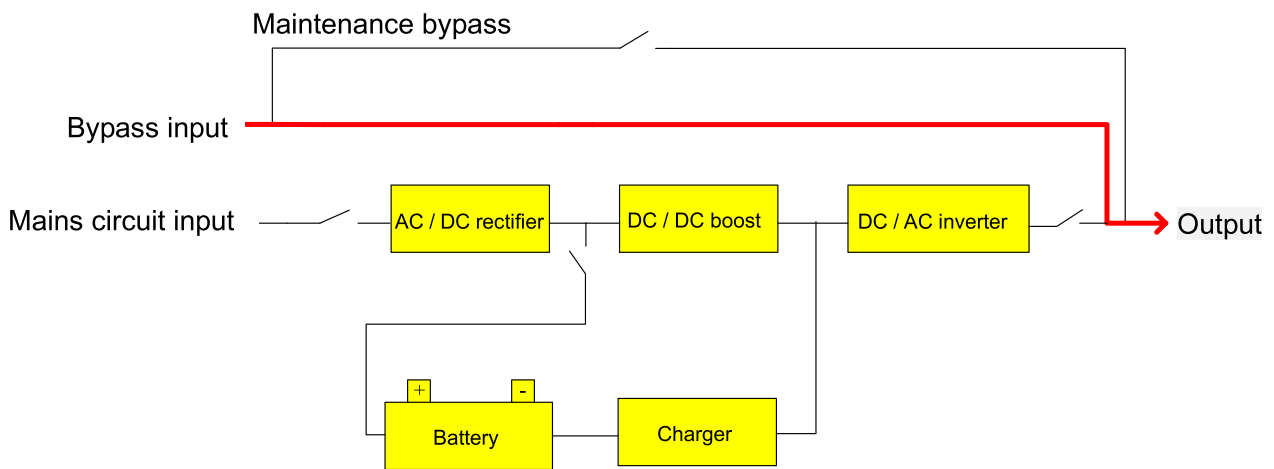 Maintenance bypass
Bypass input
Mains circuit input
AC / DC rectifier
DC / DC boost
DC / AC inverter
Output
+
-
Battery
Charger